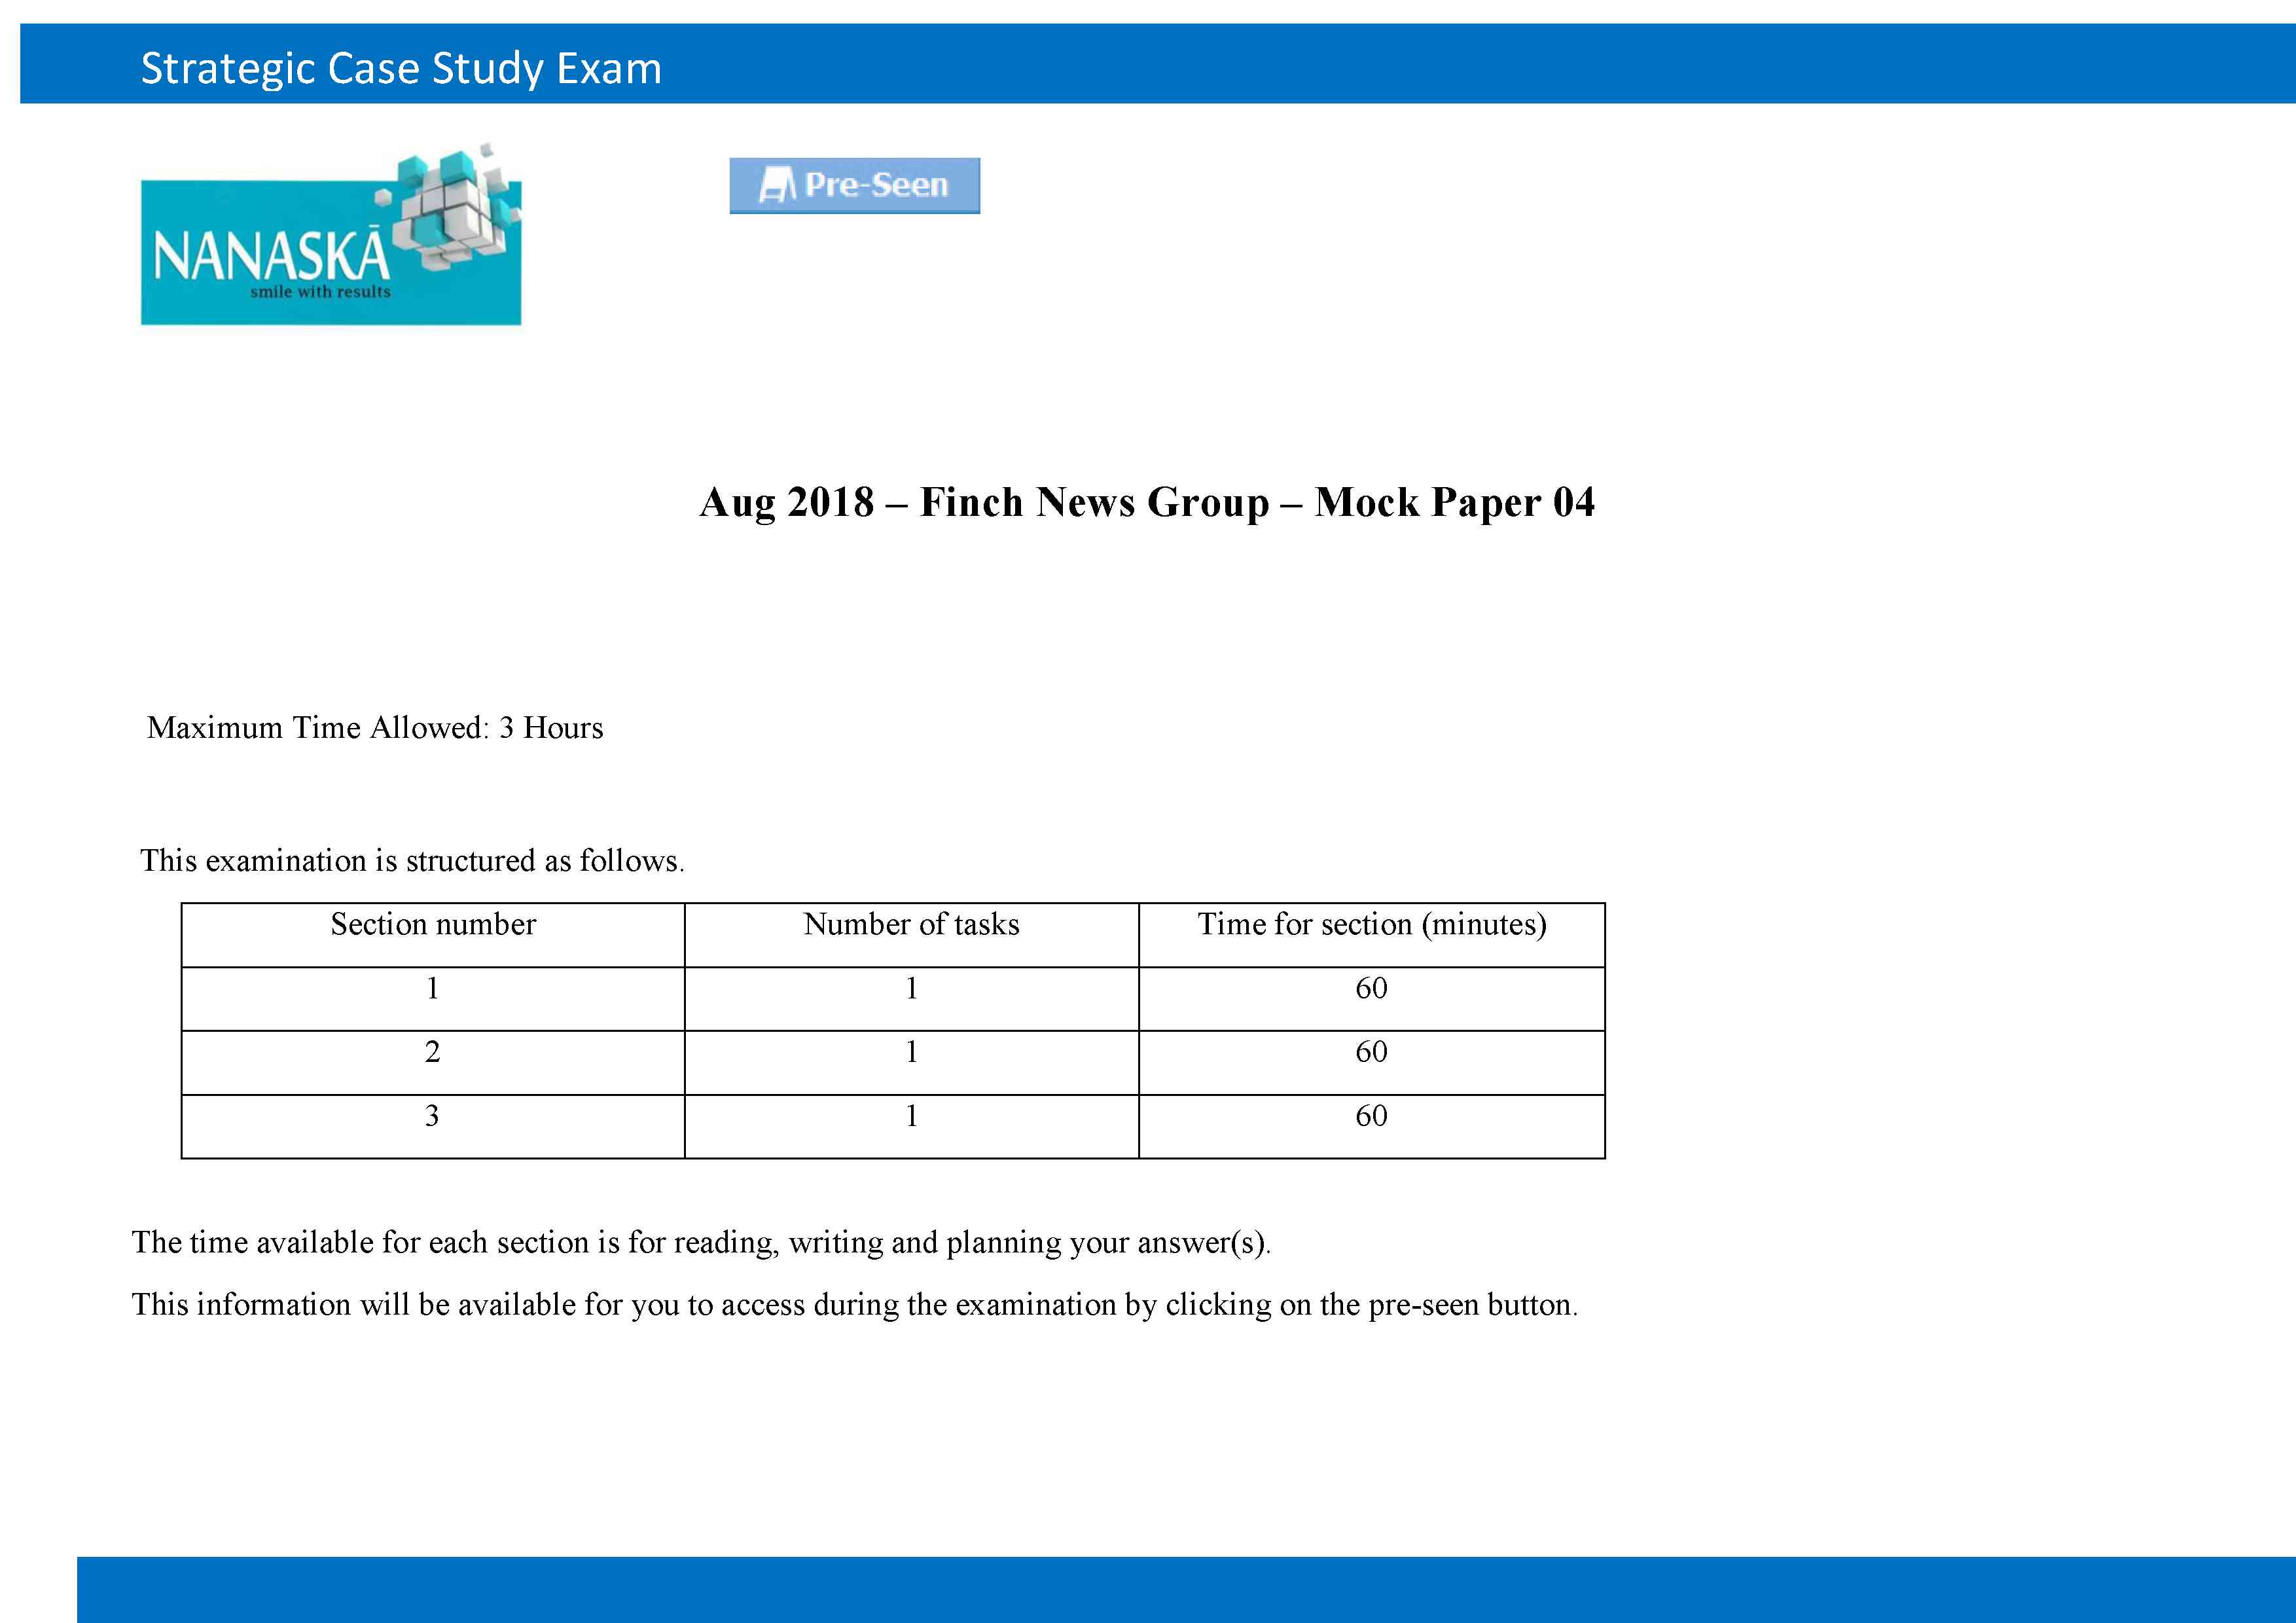 Strategic Case Study Exam
NANASKĀ
smile with results
Pre-Seen
Aug 2018 – Finch News Group – Mock Paper 04
Maximum Time Allowed: 3 Hours
This examination is structured as follows.
Section number Number of tasks Time for section (minutes)
1 1 60
2 1 60
3 1 60
The time available for each section is for reading, writing and planning your answer(s).
This information will be available for you to access during the examination by clicking on the pre-seen button.